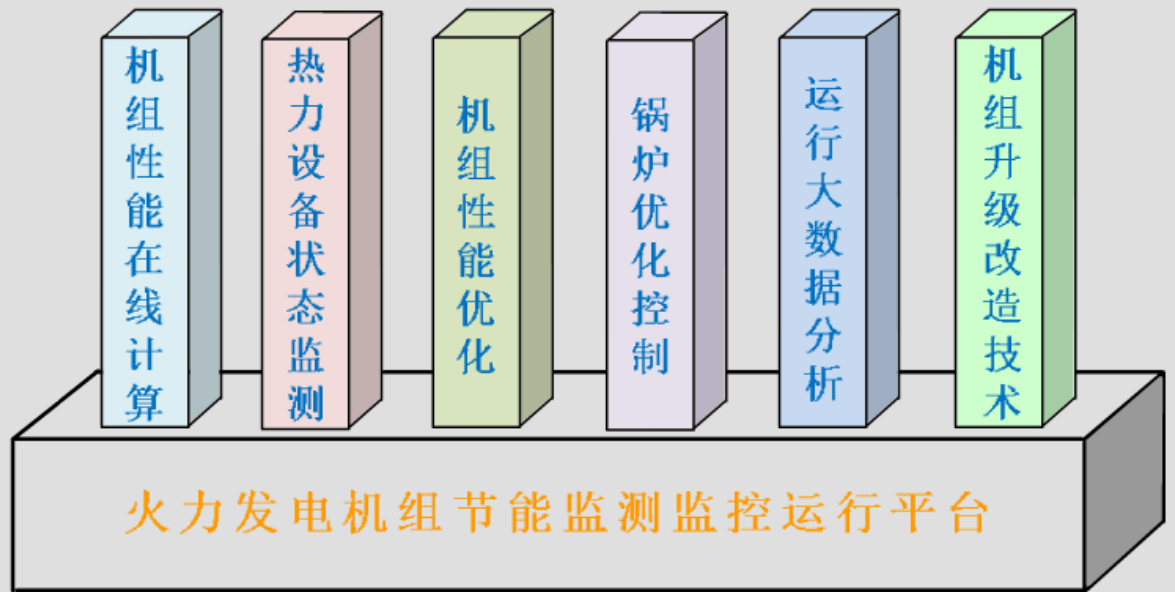 机组性能在线计算
热力设备状态监测
机组性能优化
锅炉优化控制
运行大数据分析
机组升级改造技术
火力发电机组节能监测监控运行平台